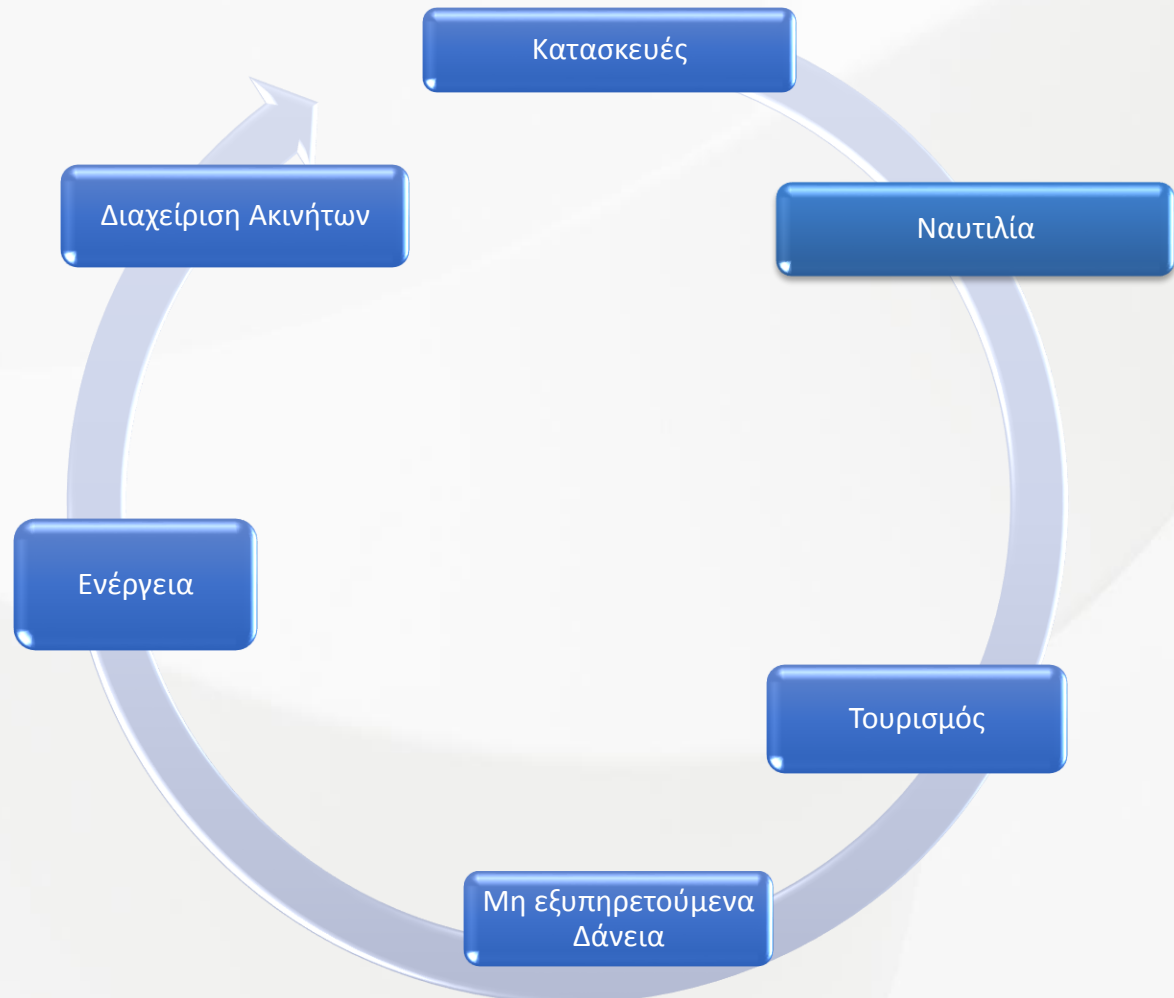 Κατασκευές
Ναυτιλία
Τουρισμός
Μη εξυπηρετούμενα
Δάνεια
Ενέργεια
Διαχείριση Ακινήτων